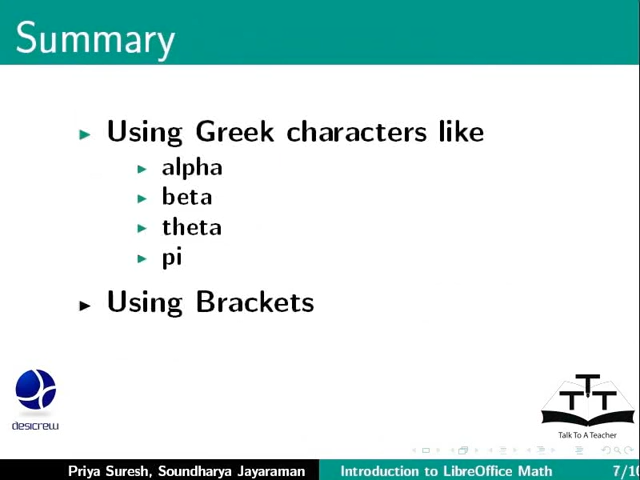 Summary
Using Greek characters like
alpha
beta
theta
pi
Using Brackets
desicrew
T T T
Talk To A Teacher
Priya Suresh, Soundharya Jayaraman Introduction to LibreOffice Math 7/10